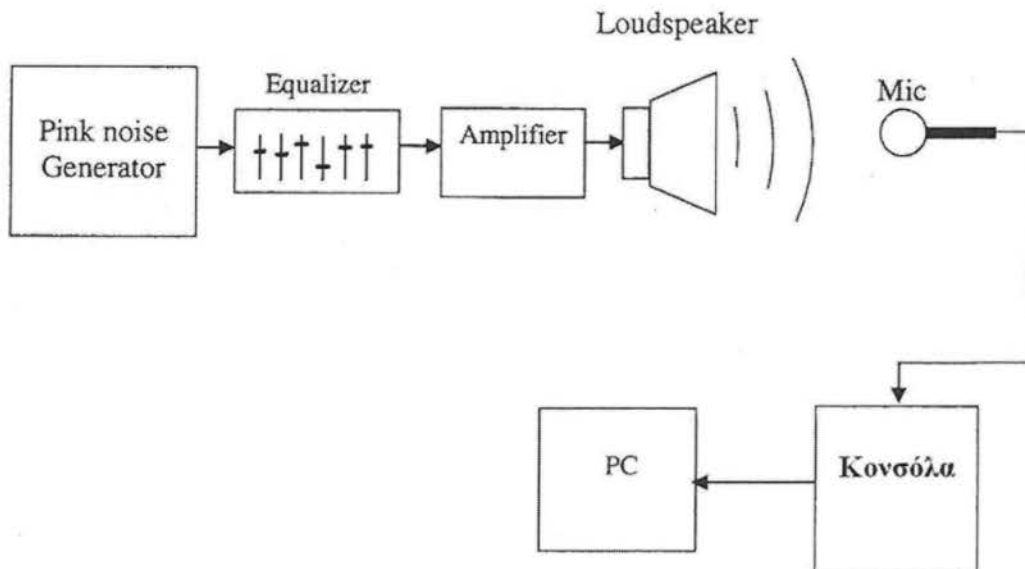 Loudspeaker
Equalizer
Mic
Pink noise
Generator
Amplifier
PC
Κονσόλα